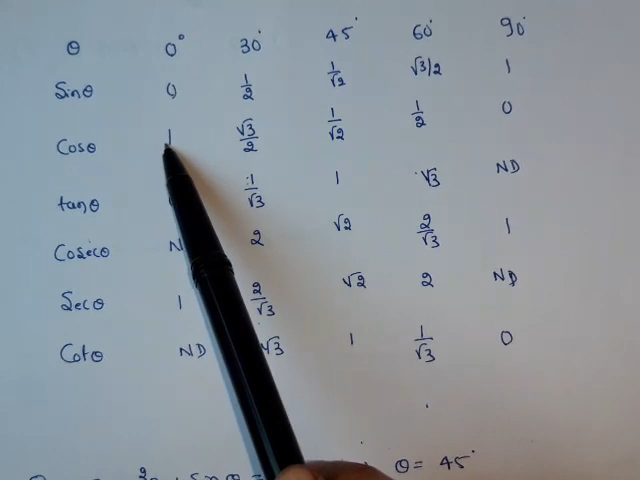 θ 0° 30° 45° 60° 90°
Sinθ 0 1/2 1/√2 √3/2 1
Cosθ 1 √3/2 1/√2 1/2 0
tanθ 1/√3 1 √3 ND
Cosecθ N 2 √2 2/√3 1
Secθ 1 2/√3 √2 2 ND
Cotθ ND √3 1 1/√3 0
θ = 45°